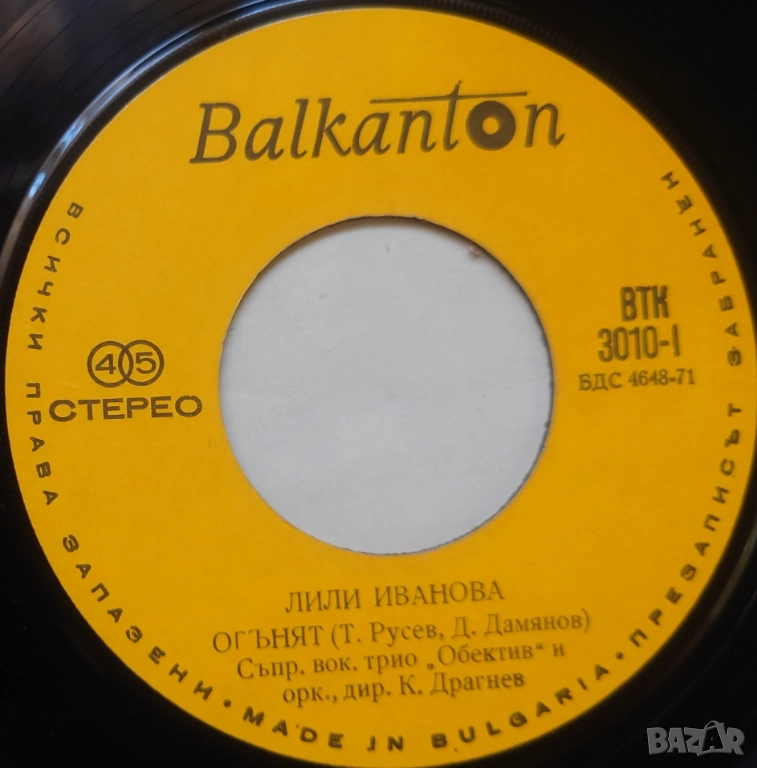 Balkanton
ВТК
3010-I
БДС 4648-71
45
СТЕРЕО
ЛИЛИ ИВАНОВА
ОГЪНЯТ (Т. Русев, Д. Дамянов)
Съпр. вок. трио „Обектив“ и
орк., дир. К. Драгнев
ВСИЧКИ ПРАВА ЗАПАЗЕНИ • MADE IN BULGARIA • ПРЕЗАПИСЪТ ЗАБРАНЕН
BAZAR